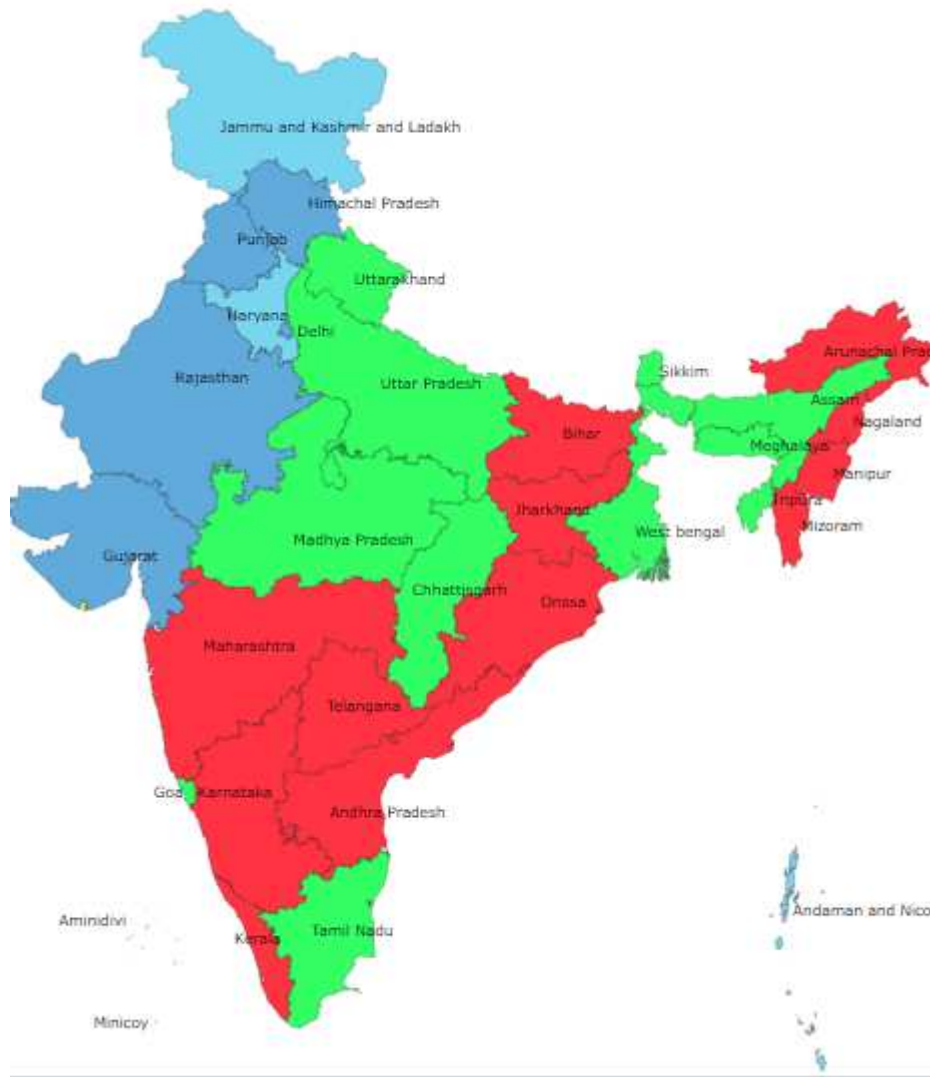 Jammu and Kashmir and Ladakh
Himachal Pradesh
Punjab
Uttarakhand
Haryana
Delhi
Rajasthan
Uttar Pradesh
Sikkim
Arunachal Prad
Assam
Nagaland
Bihar
Meghalaya
Manipur
Jharkhand
Tripura
Mizoram
West bengal
Madhya Pradesh
Gujarat
Chhattisgarh
Orissa
Maharashtra
Telangana
Goa
Karnataka
Andhra Pradesh
Andaman and Nico
Aminidivi
Kerala
Tamil Nadu
Minicoy